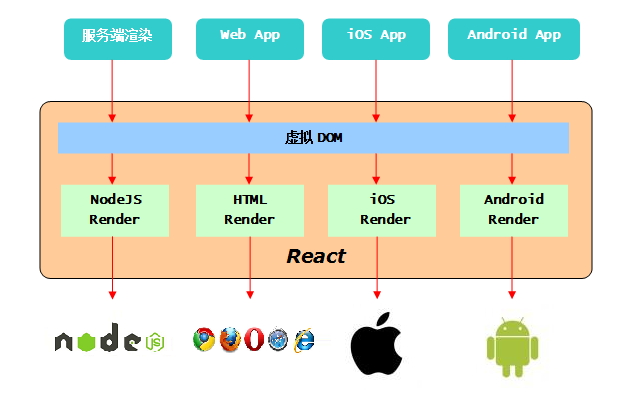 服务端渲染
Web App
iOS App
Android App
虚拟 DOM
NodeJS
Render
HTML
Render
iOS
Render
Android
Render
React
node
JS